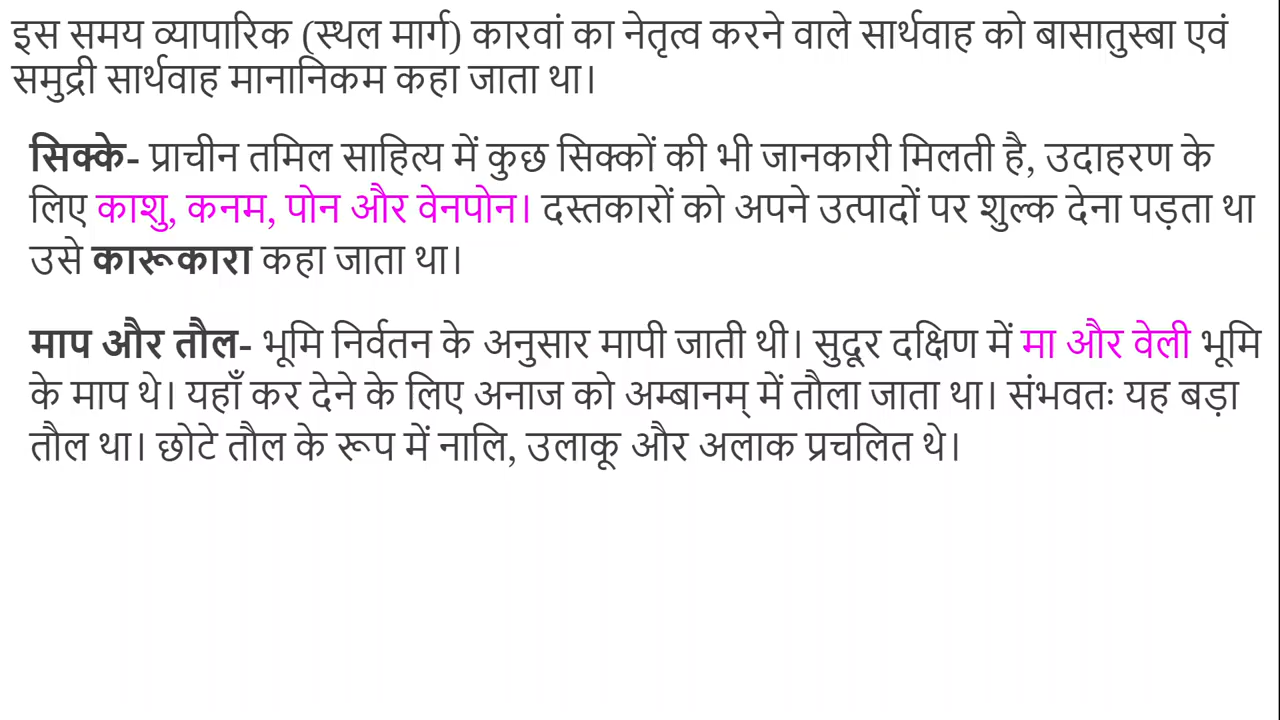 इस समय व्यापारिक (स्थल मार्ग) कारवां का नेतृत्व करने वाले सार्थवाह को बासातुस्बा एवं
समुद्री सार्थवाह मानानिकम कहा जाता था।
सिक्के- प्राचीन तमिल साहित्य में कुछ सिक्कों की भी जानकारी मिलती है, उदाहरण के
लिए काशु, कनम, पोन और वेनपोन। दस्तकारों को अपने उत्पादों पर शुल्क देना पड़ता था
उसे कारूकारा कहा जाता था।
माप और तौल- भूमि निर्वतन के अनुसार मापी जाती थी। सुदूर दक्षिण में मा और वेली भूमि
के माप थे। यहाँ कर देने के लिए अनाज को अम्बानम् में तौला जाता था। संभवतः यह बड़ा
तौल था। छोटे तौल के रूप में नालि, उलाकू और अलाक प्रचलित थे।